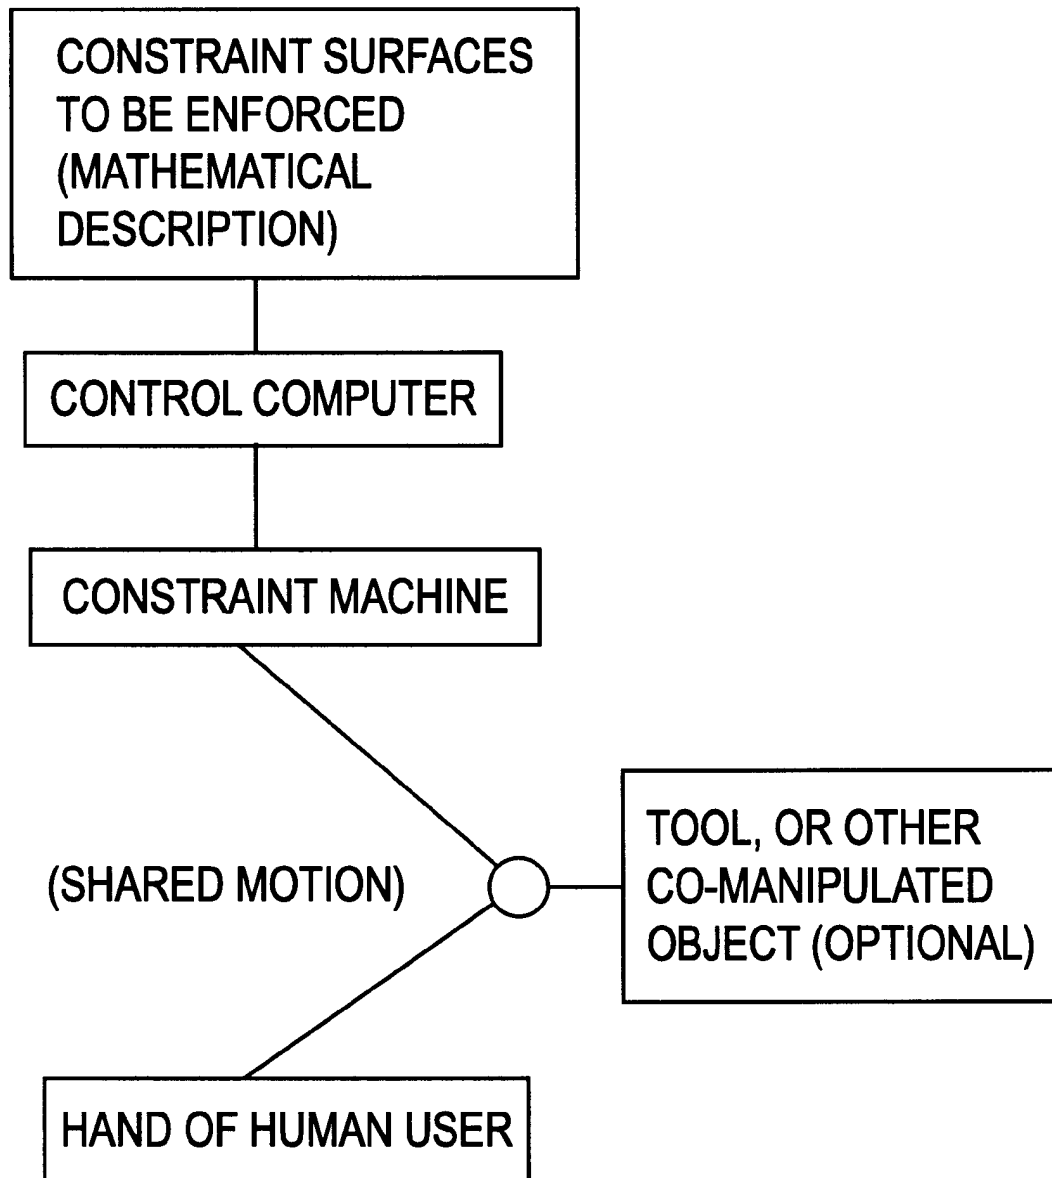 CONSTRAINT SURFACES
TO BE ENFORCED
(MATHEMATICAL
DESCRIPTION)
CONTROL COMPUTER
CONSTRAINT MACHINE
(SHARED MOTION)
TOOL, OR OTHER
CO-MANIPULATED
OBJECT (OPTIONAL)
HAND OF HUMAN USER